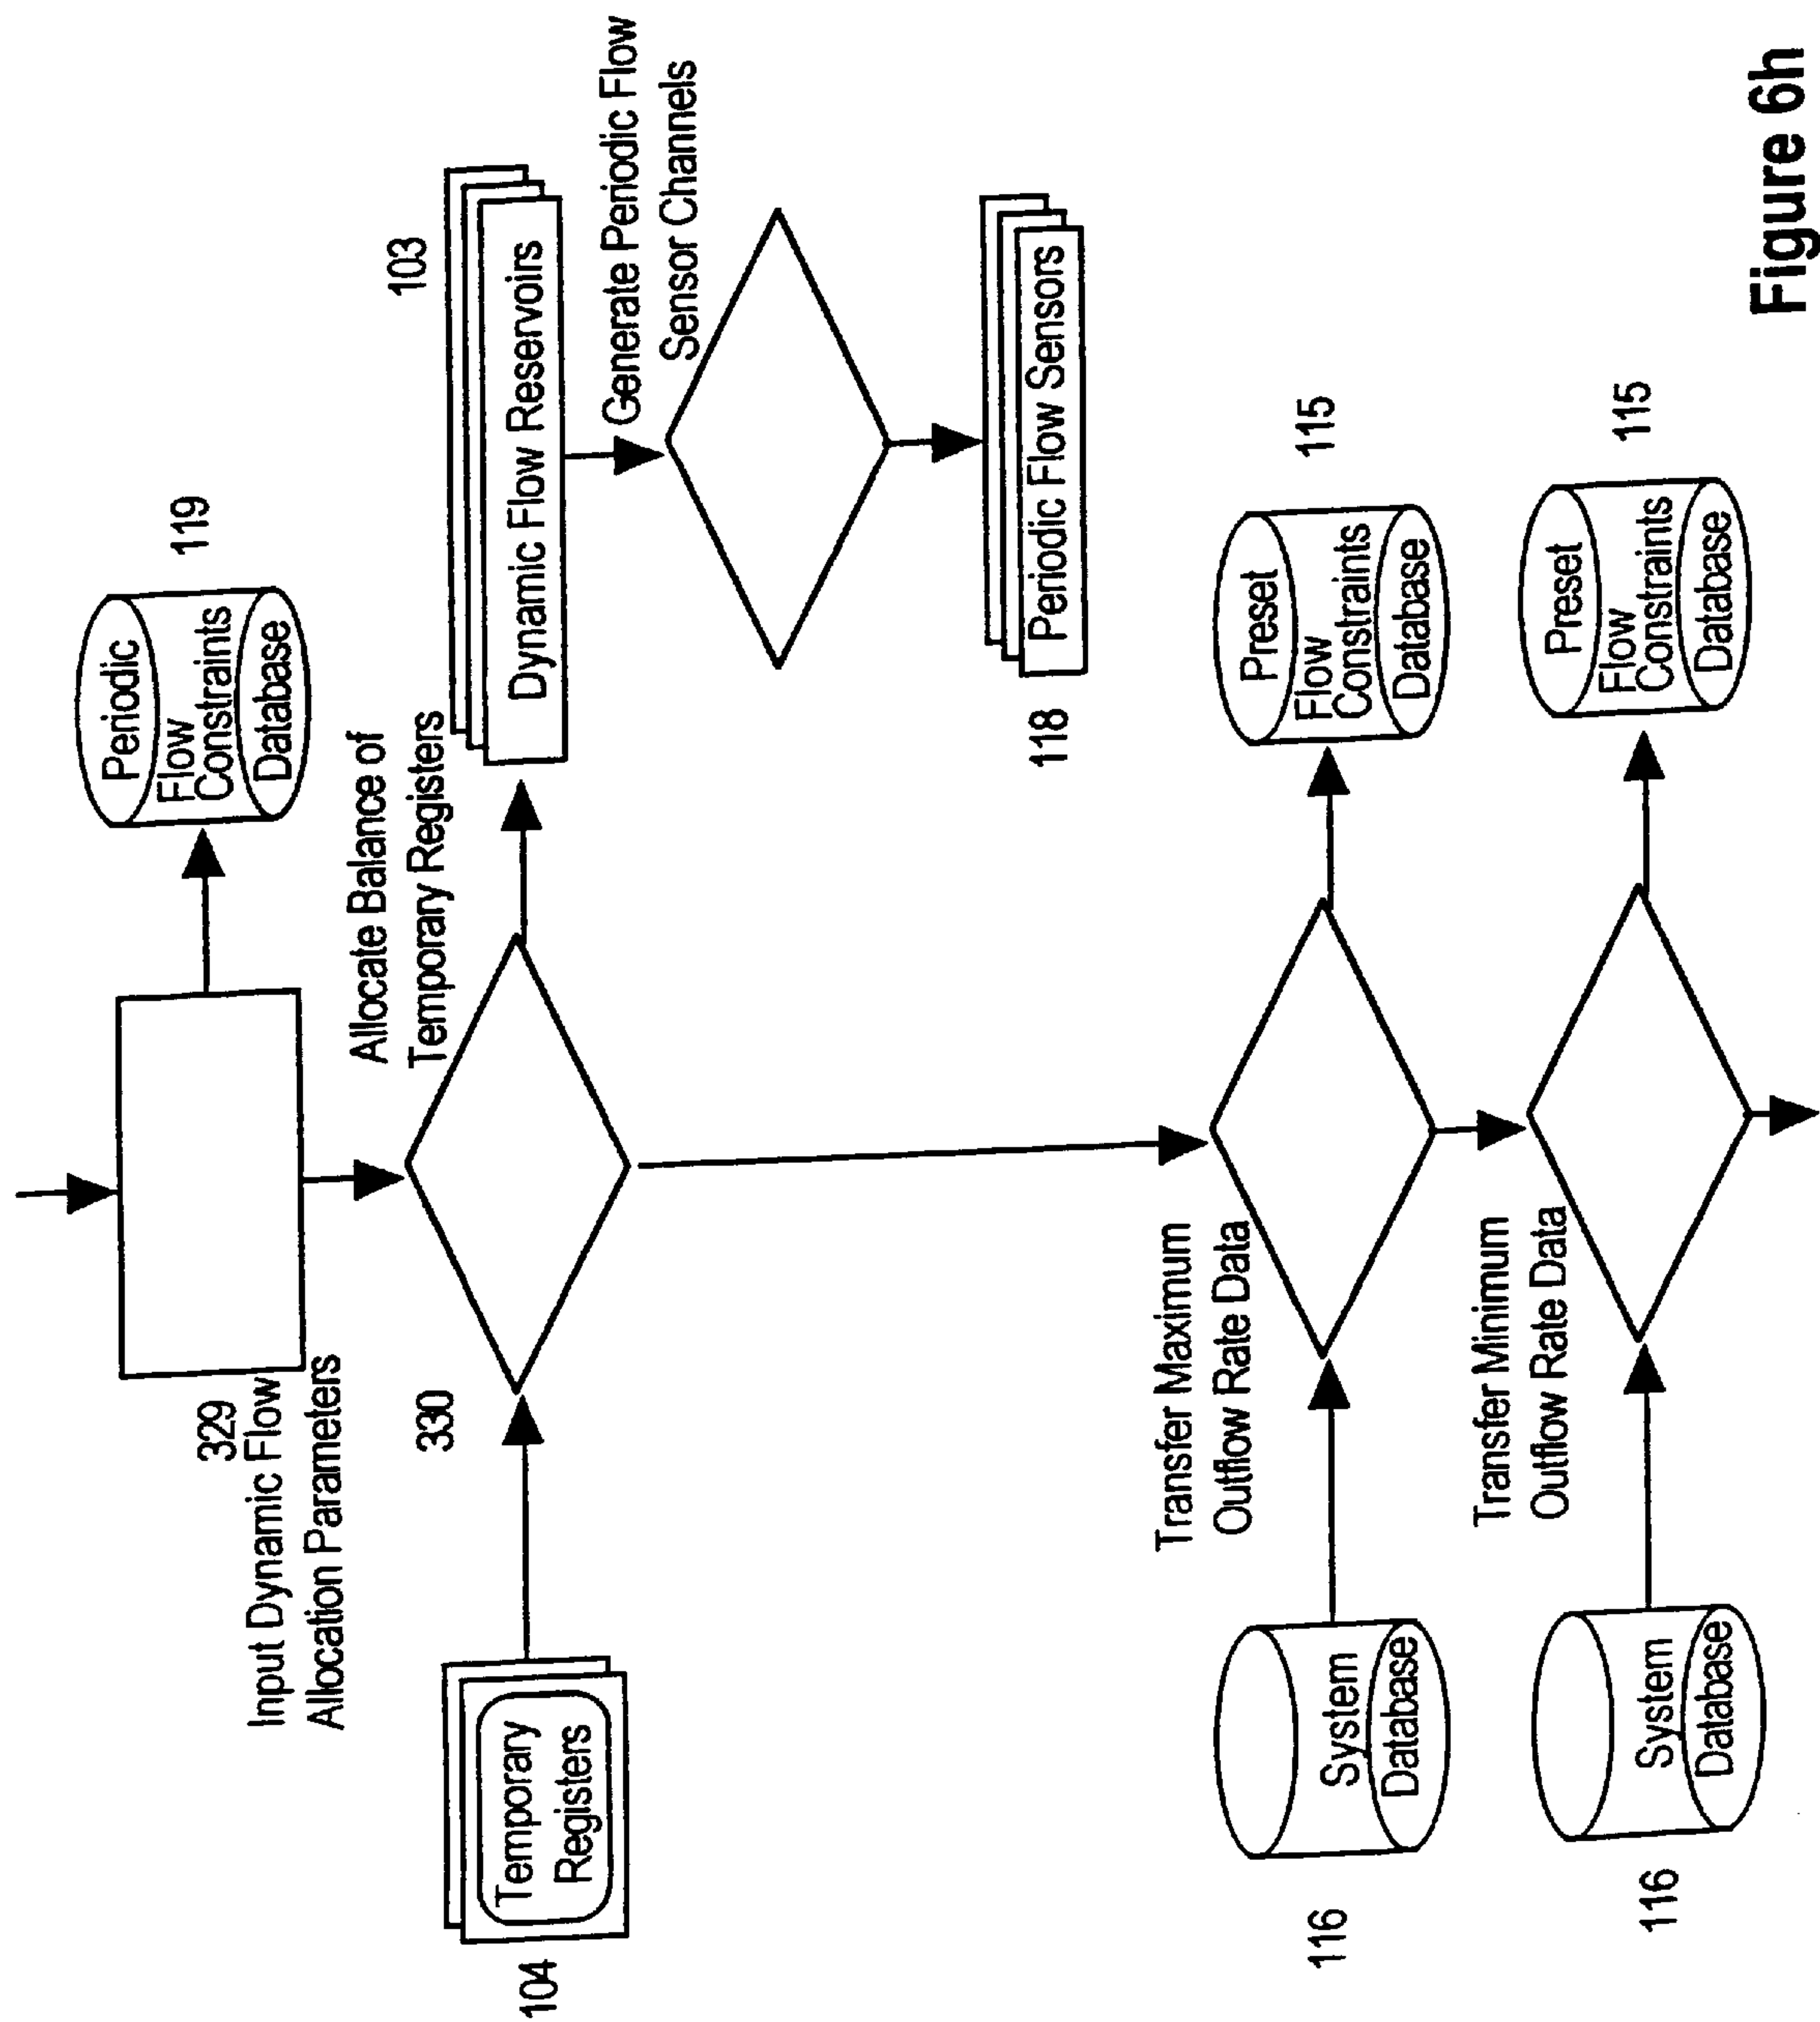 329
Input Dynamic Flow
Allocation Parameters
Periodic
Flow
Constraints
Database
119
104
Temporary
Registers
330
Allocate Balance of
Temporary Registers
Dynamic Flow Reservoirs
103
Generate Periodic Flow
Sensor Channels
Periodic Flow Sensors
118
116
System
Database
Transfer Maximum
Outflow Rate Data
Preset
Flow
Constraints
Database
115
116
System
Database
Transfer Minimum
Outflow Rate Data
Preset
Flow
Constraints
Database
115
Figure 6h